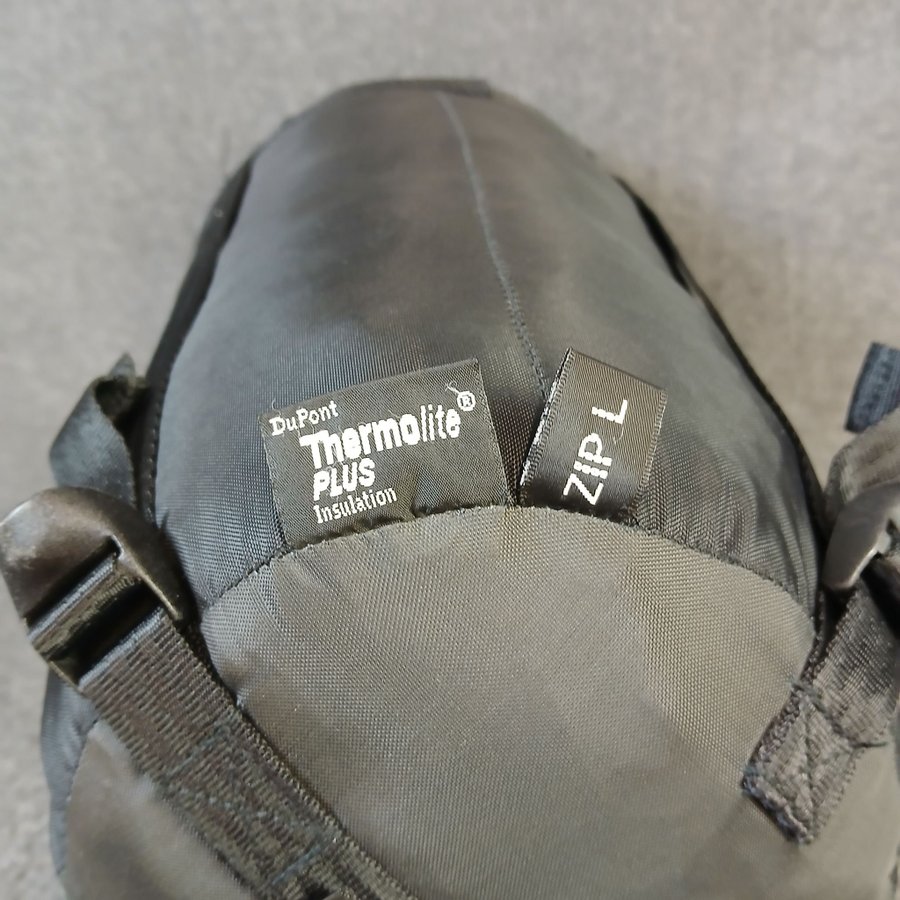 DuPont
Thermolite®
PLUS
Insulation
ZIP L